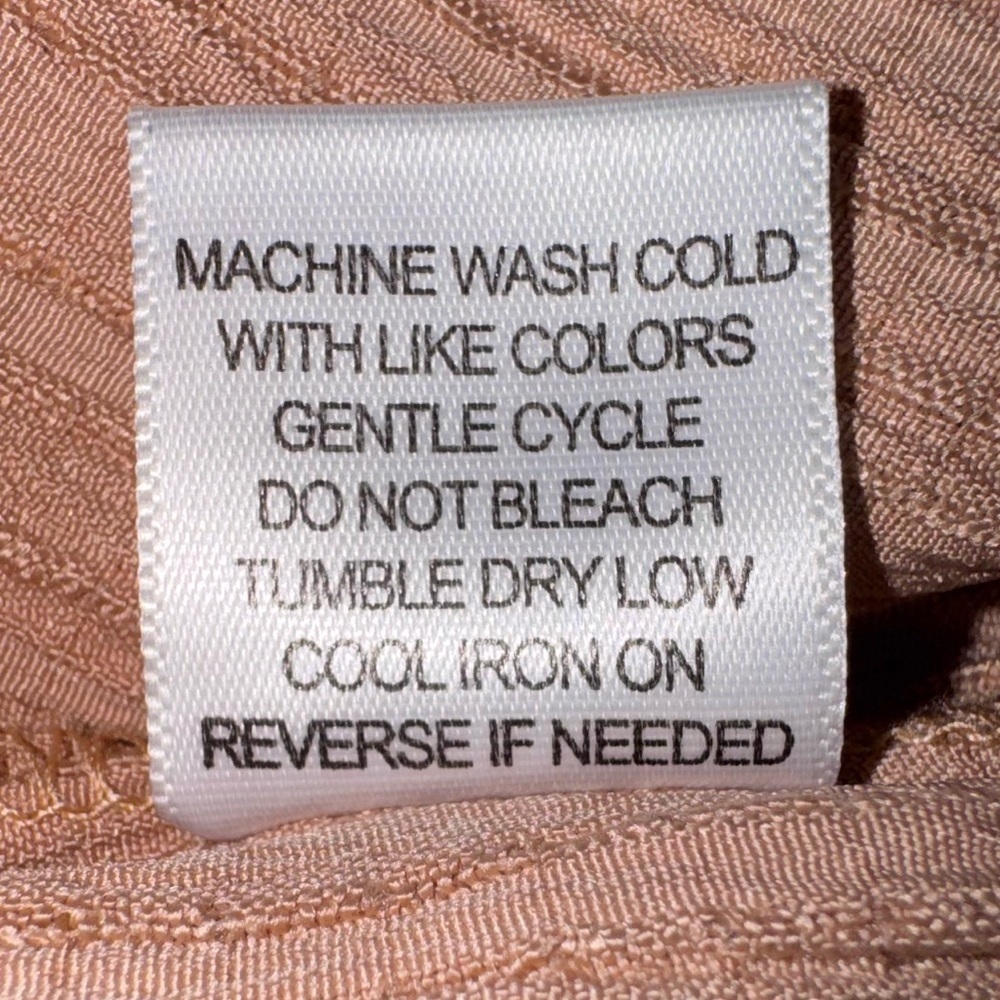 MACHINE WASH COLD
WITH LIKE COLORS
GENTLE CYCLE
DO NOT BLEACH
TUMBLE DRY LOW
COOL IRON ON
REVERSE IF NEEDED